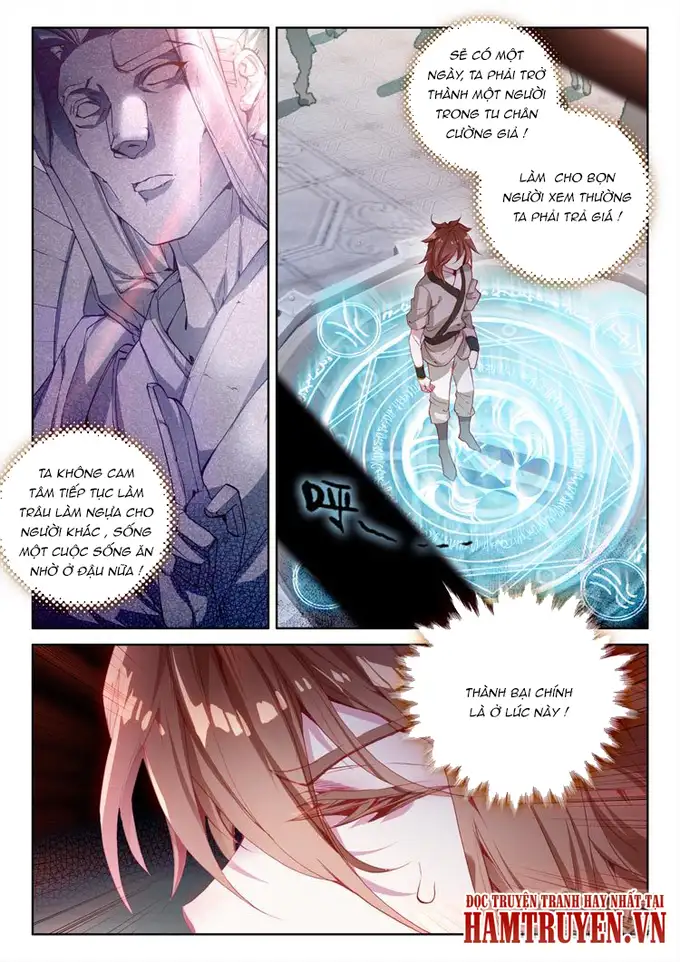 TA KHÔNG CAM
TÂM TIẾP TỤC LÀM
TRÂU LÀM NGỰA CHO
NGƯỜI KHÁC , SỐNG
MỘT CUỘC SỐNG ĂN
NHỜ Ở ĐẬU NỮA !
SẼ CÓ MỘT
NGÀY, TA PHẢI TRỞ
THÀNH MỘT NGƯỜI
TRONG TU CHÂN
CƯỜNG GIẢ !
LÀM CHO BỌN
NGƯỜI XEM THƯỜNG
TA PHẢI TRẢ GIÁ !
呼
THÀNH BẠI CHÍNH
LÀ Ở LÚC NÀY !
ĐỌC TRUYỆN TRANH HAY NHẤT TẠI
HAMTRUYEN.VN